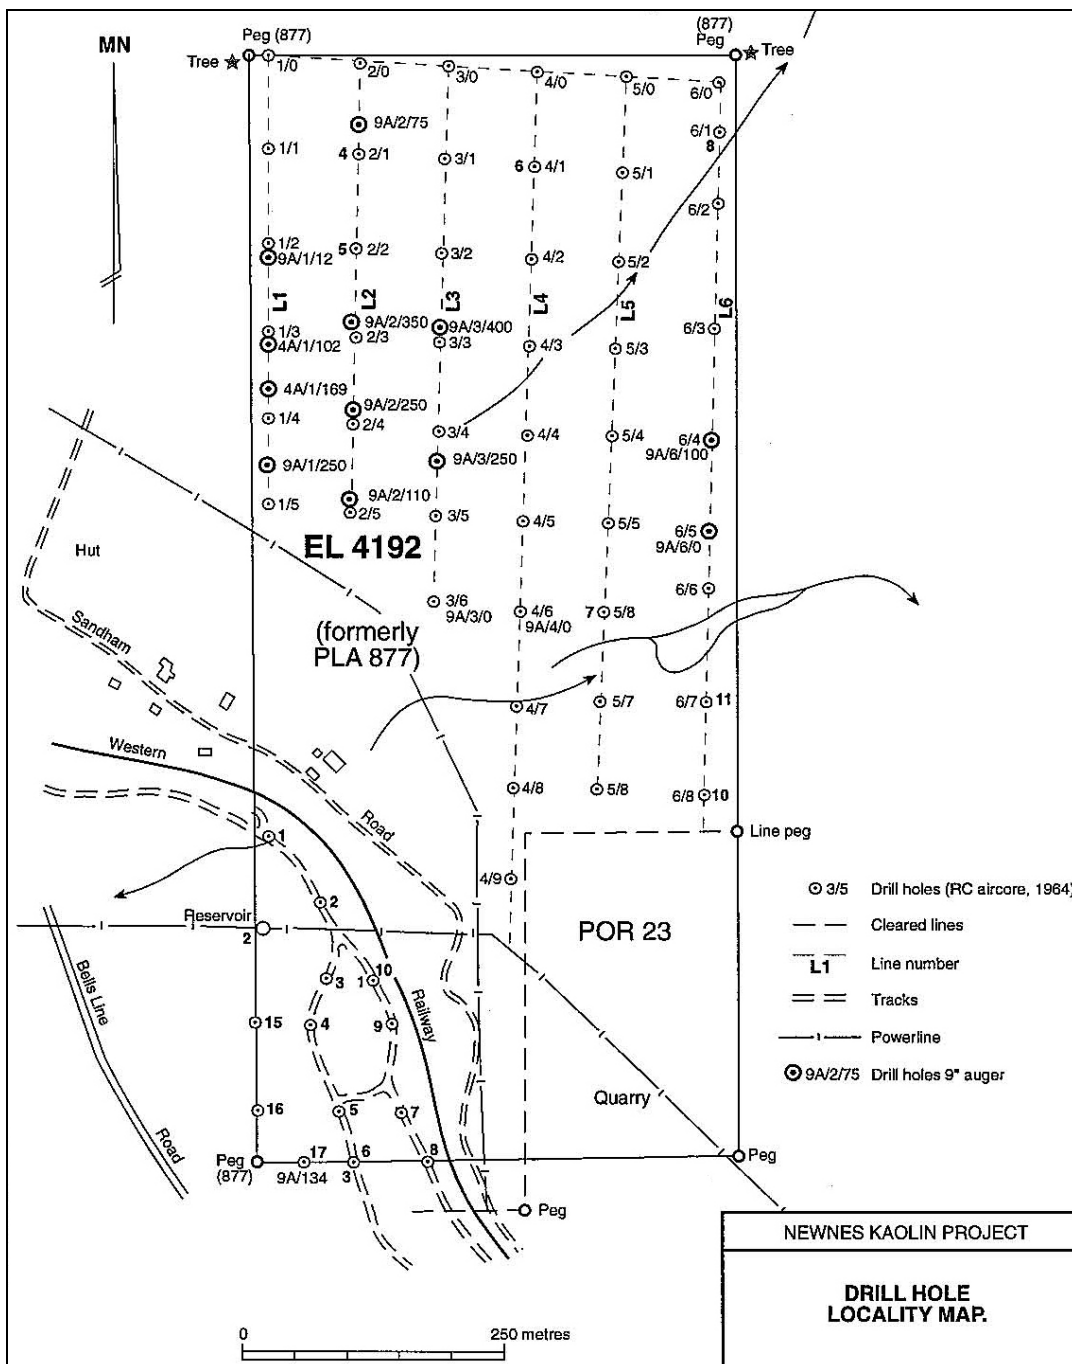 MN
Peg (877)
(877)
Peg
Tree
Tree
1/0
2/0
3/0
4/0
5/0
6/0
9A/2/75
6/1
8
1/1
4
2/1
3/1
6
4/1
5/1
6/2
1/2
9A/1/12
5
2/2
3/2
4/2
5/2
L1
L2
L3
L4
L5
L6
1/3
4A/1/102
9A/2/350
2/3
9A/3/400
3/3
4/3
5/3
6/3
4A/1/169
1/4
9A/2/250
2/4
3/4
4/4
5/4
6/4
9A/6/100
9A/1/250
9A/3/250
1/5
9A/2/110
2/5
3/5
4/5
5/5
6/5
9A/6/0
Hut
EL 4192
6/6
3/6
9A/3/0
4/6
9A/4/0
7
5/8
Sandham
(formerly
PLA 877)
4/7
5/7
6/7
11
Western
4/8
5/8
6/8
10
Road
1
Line peg
4/9
2
Reservoir
2
POR 23
3/5 Drill holes (RC aircore, 1964)
Cleared lines
L1 Line number
Tracks
Powerline
9A/2/75 Drill holes 9" auger
3
1
10
Bells Line
Railway
15
4
9
Quarry
16
5
7
Road
Peg
(877)
17
9A/134
6
3
8
Peg
Peg
NEWNES KAOLIN PROJECT
DRILL HOLE
LOCALITY MAP.
0
250 metres